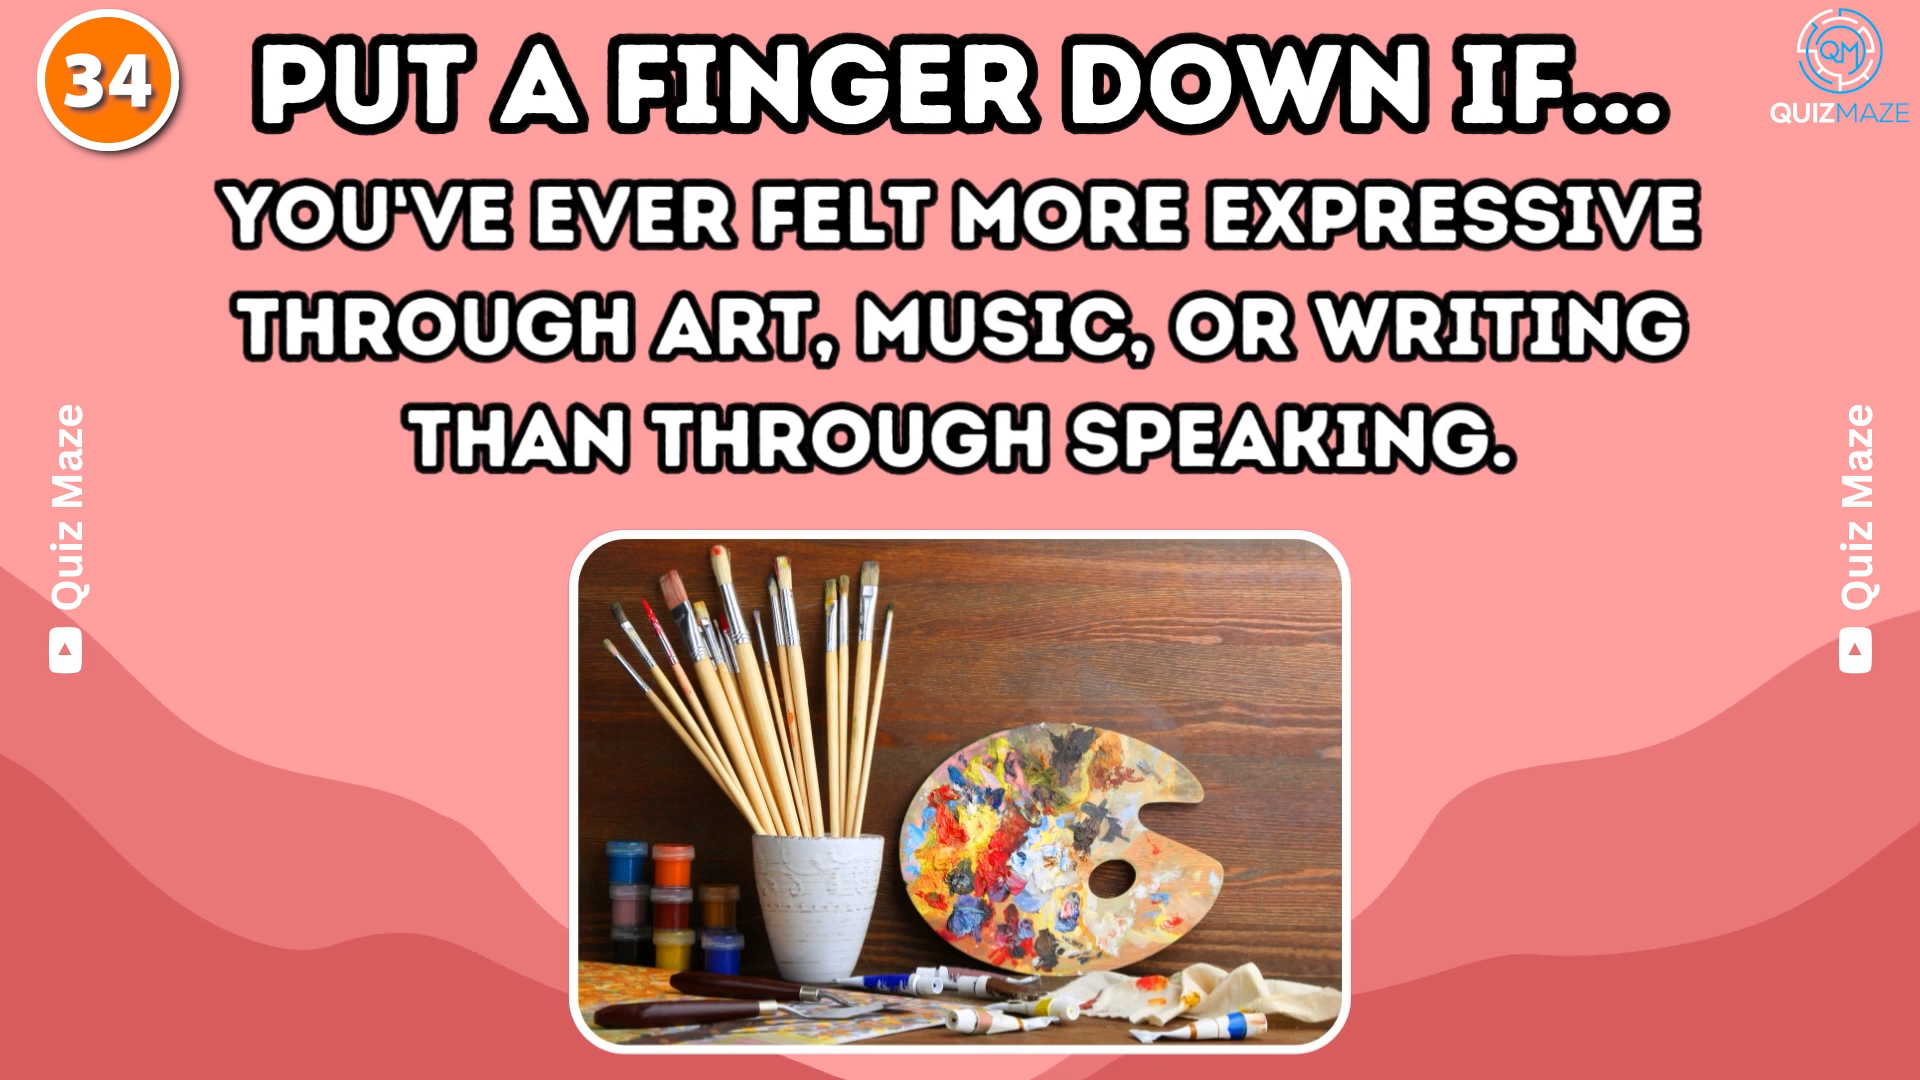 34
PUT A FINGER DOWN IF...
QM
QUIZMAZE
YOU'VE EVER FELT MORE EXPRESSIVE
THROUGH ART, MUSIC, OR WRITING
THAN THROUGH SPEAKING.
Quiz Maze
Quiz Maze